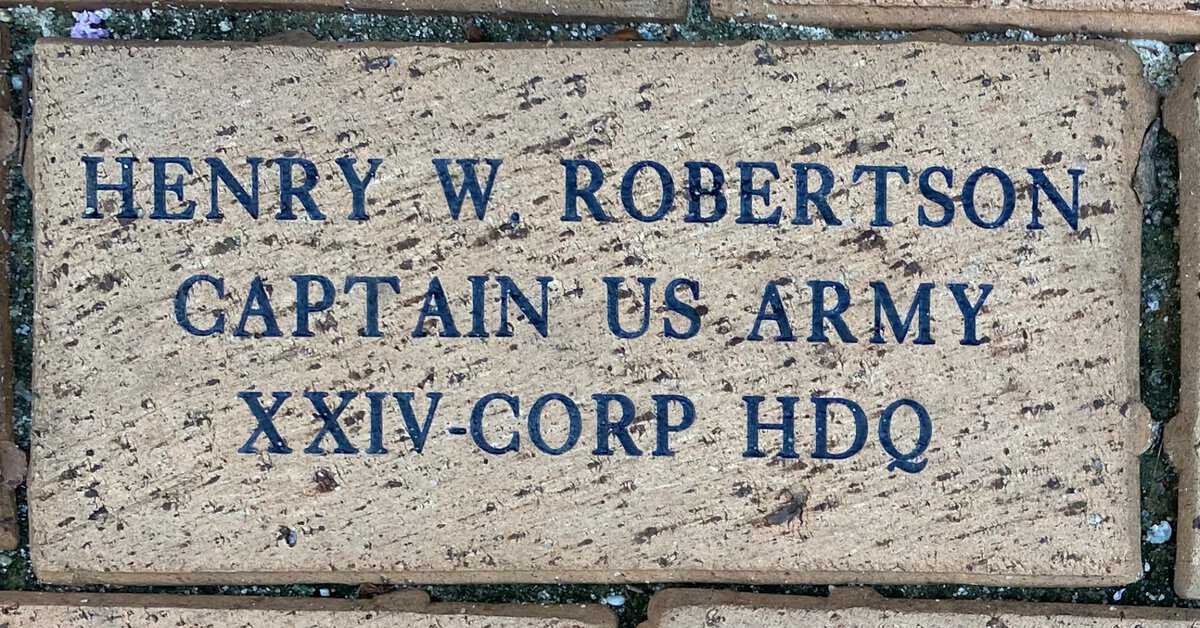 HENRY W. ROBERTSON
CAPTAIN US ARMY
XXIV-CORP HDQ